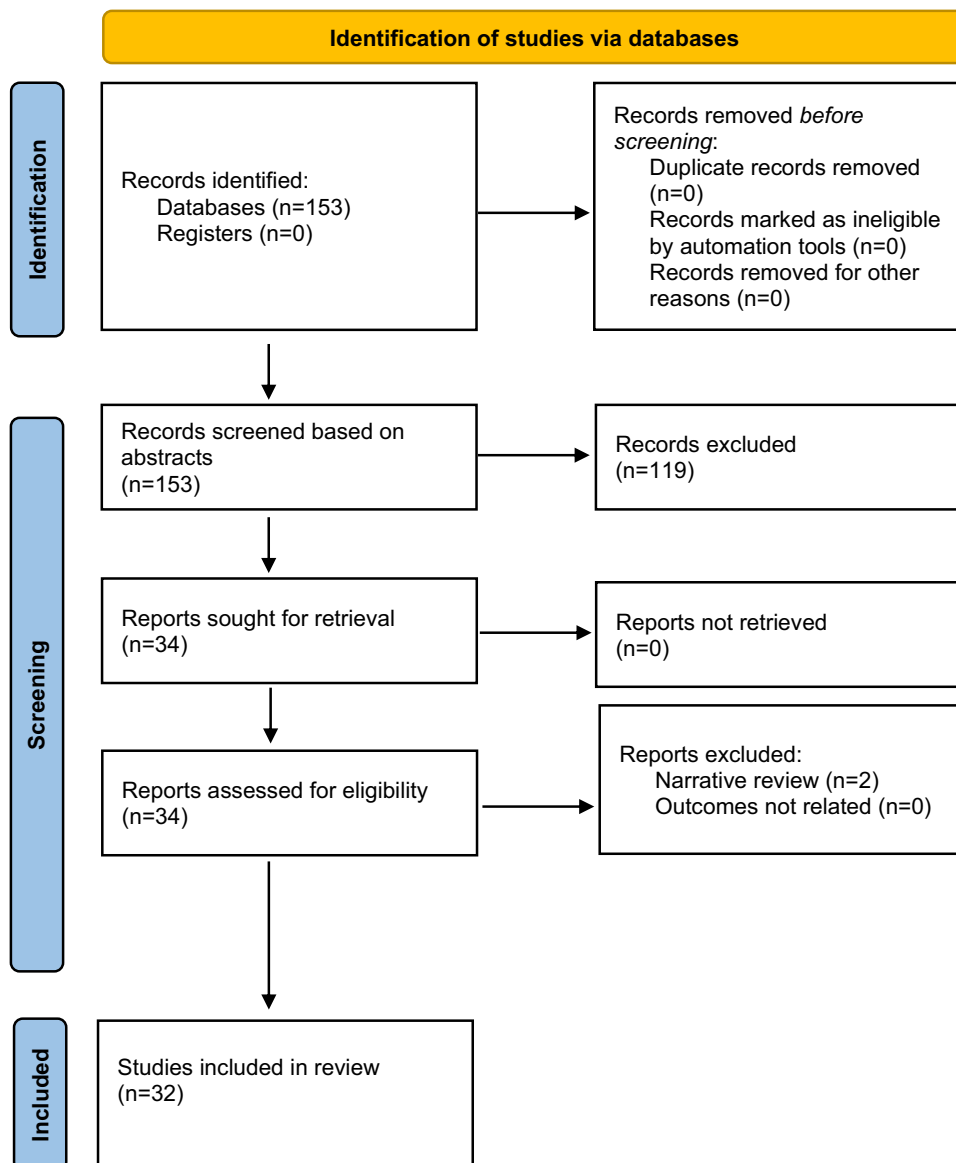 Identification of studies via databases
Identification
Records identified:
Databases (n=153)
Registers (n=0)
Records removed before
screening:
Duplicate records removed
(n=0)
Records marked as ineligible
by automation tools (n=0)
Records removed for other
reasons (n=0)
Screening
Records screened based on
abstracts
(n=153)
Records excluded
(n=119)
Reports sought for retrieval
(n=34)
Reports not retrieved
(n=0)
Reports assessed for eligibility
(n=34)
Reports excluded:
Narrative review (n=2)
Outcomes not related (n=0)
Included
Studies included in review
(n=32)